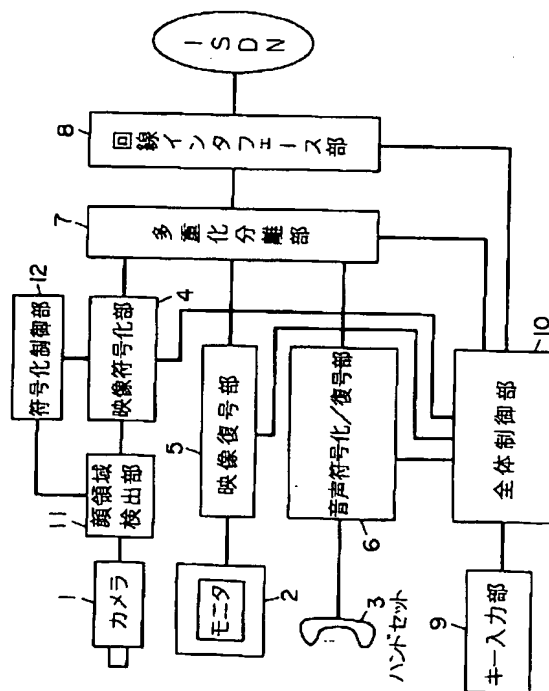 1
カメラ
11
顔領域
検出部
12
符号化制御部
映像符号化部
4
モニタ
2
5
映像復号部
3
ハンドセット
音声符号化/復号部
6
7
多重化分離部
8
回線インタフェース部
ISDN
9
キー入力部
10
全体制御部